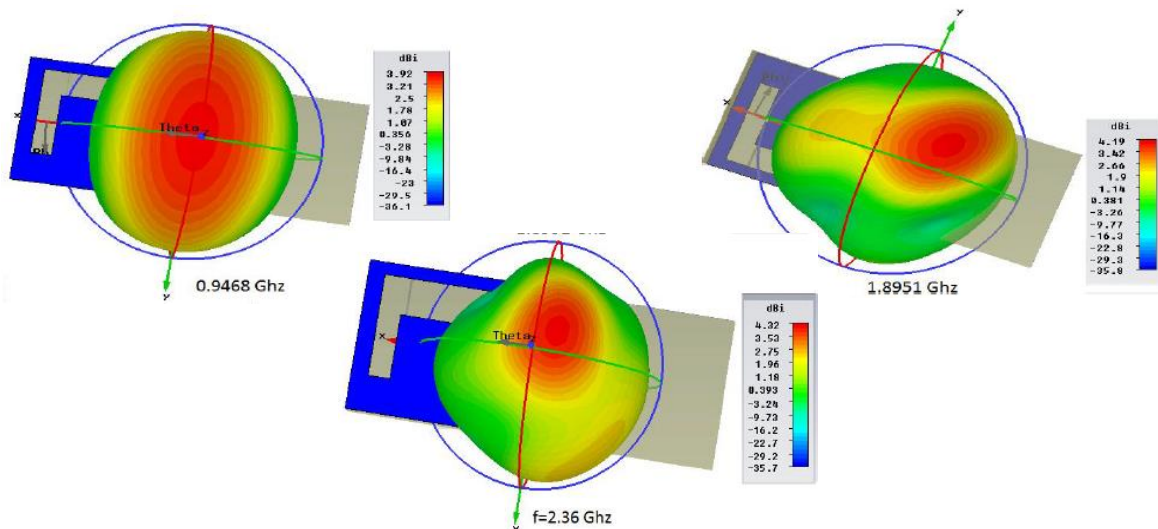 dBi
3.92
3.21
2.5
1.78
1.07
0.356
-3.28
-9.84
-16.4
-23
-29.5
-36.1
x
Theta
y
0.9468 Ghz
y
x
dBi
4.19
3.42
2.66
1.9
1.14
0.381
-3.26
-9.77
-16.3
-22.8
-29.3
-35.8
1.8951 Ghz
x
Theta
dBi
4.32
3.53
2.75
1.96
1.18
0.393
-3.24
-9.73
-16.2
-22.7
-29.2
-35.7
f=2.36 Ghz